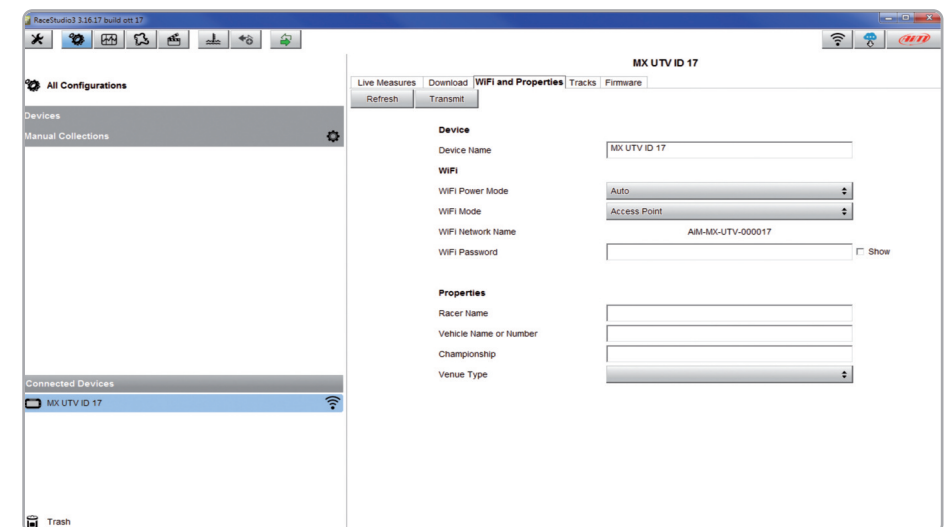 RaceStudio3 3.16.17 build ott 17
AiM
MX UTV ID 17
All Configurations
Live Measures Download WiFi and Properties Tracks Firmware
Refresh Transmit
Devices
Manual Collections
Device
Device Name MX UTV ID 17
WiFi
WiFi Power Mode Auto
WiFi Mode Access Point
WiFi Network Name AiM-MX-UTV-000017
WiFi Password Show
Properties
Racer Name
Vehicle Name or Number
Championship
Venue Type
Connected Devices
MX UTV ID 17
Trash